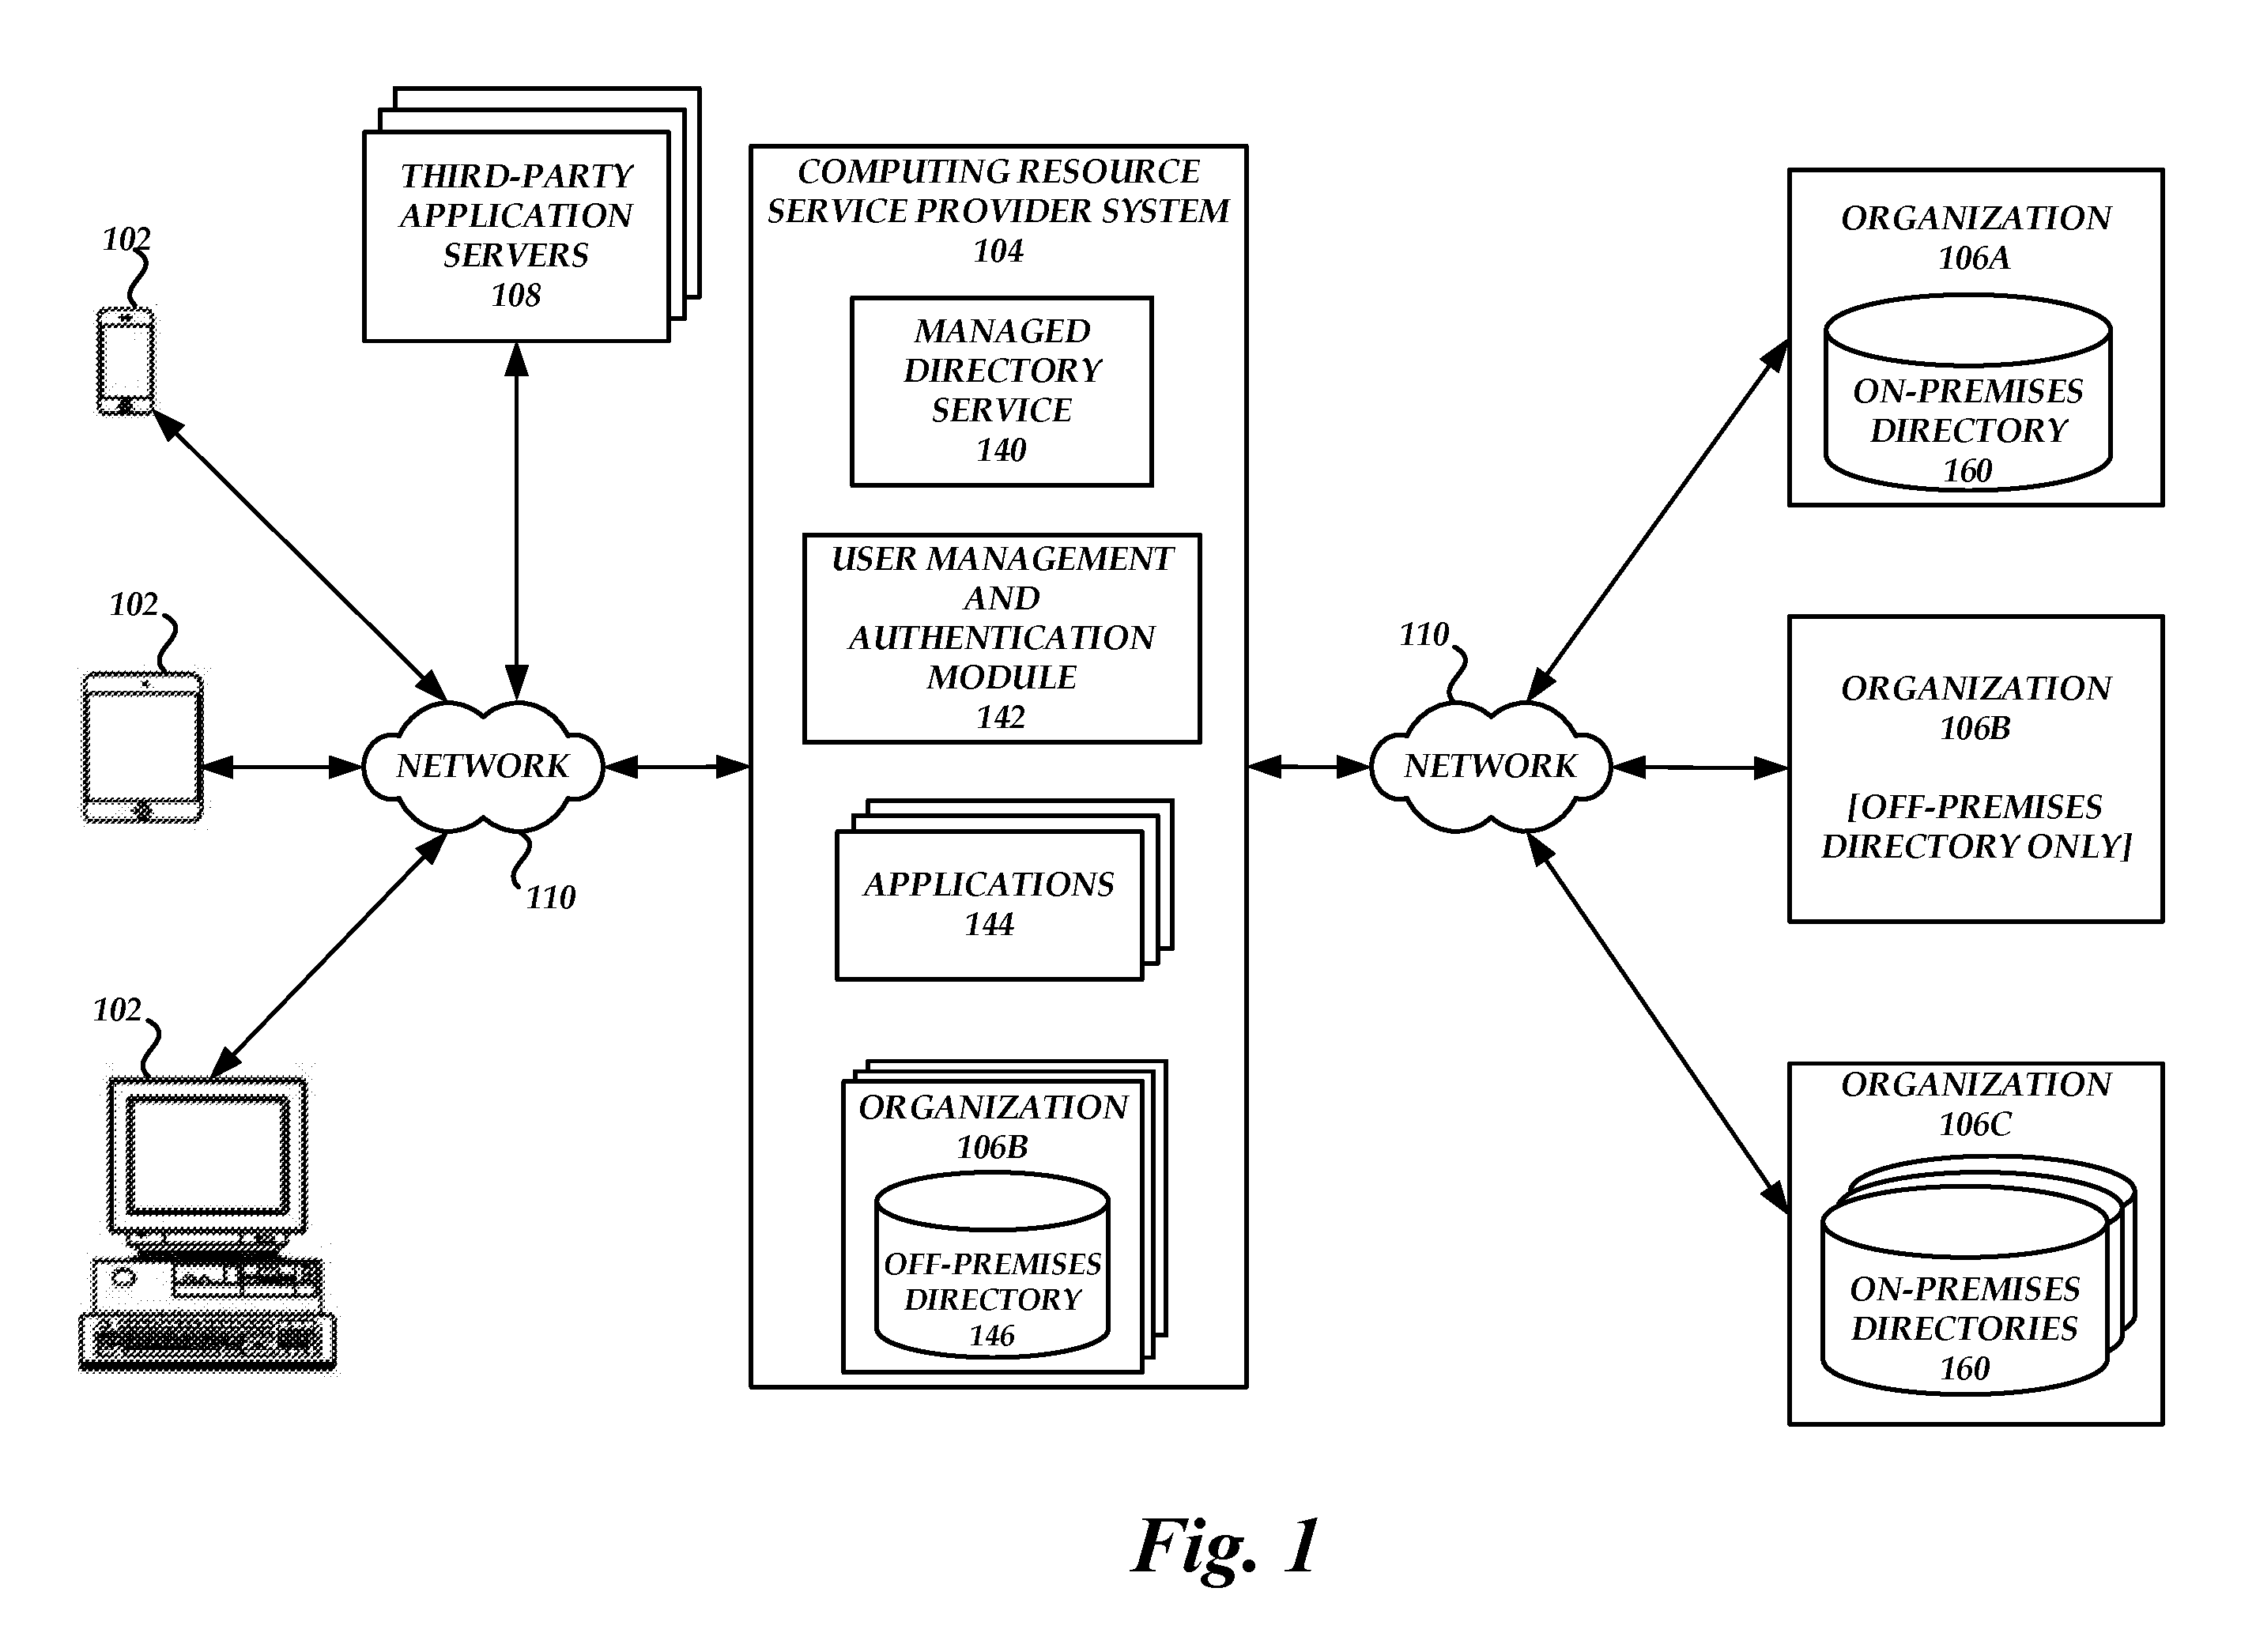 THIRD-PARTY
APPLICATION
SERVERS
108
102
102
102
NETWORK
110
COMPUTING RESOURCE
SERVICE PROVIDER SYSTEM
104
MANAGED
DIRECTORY
SERVICE
140
USER MANAGEMENT
AND
AUTHENTICATION
MODULE
142
APPLICATIONS
144
ORGANIZATION
106B
OFF-PREMISES
DIRECTORY
146
110
NETWORK
ORGANIZATION
106A
ON-PREMISES
DIRECTORY
160
ORGANIZATION
106B
[OFF-PREMISES
DIRECTORY ONLY]
ORGANIZATION
106C
ON-PREMISES
DIRECTORIES
160
Fig. 1